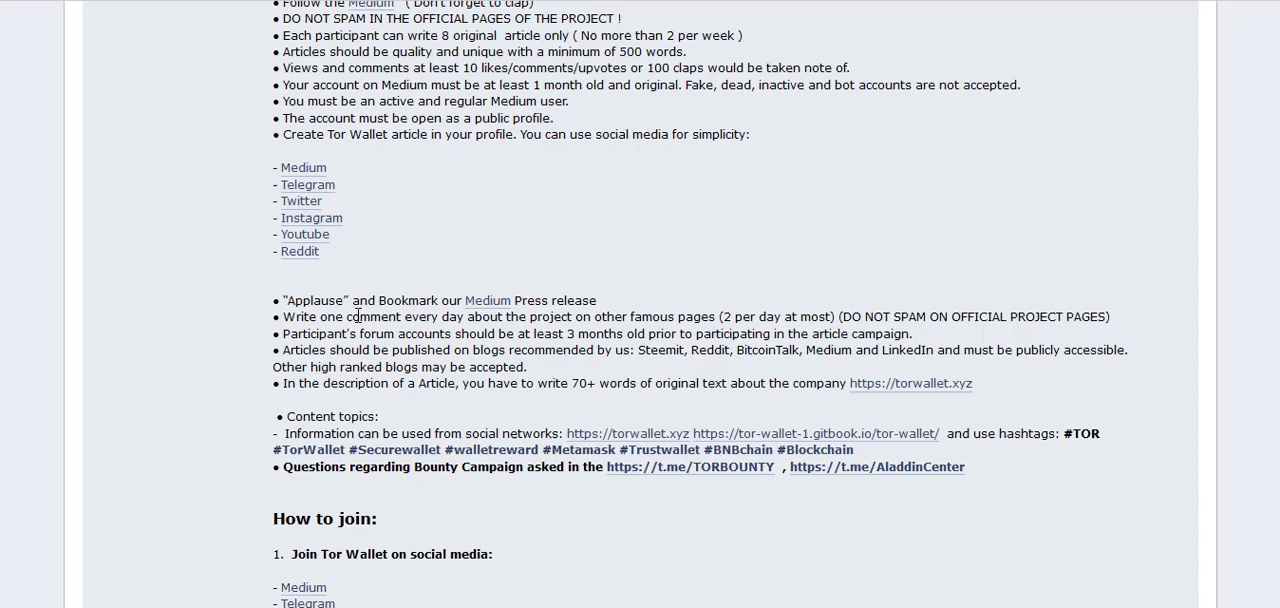 • Follow the Medium ( Don't forget to clap)
• DO NOT SPAM IN THE OFFICIAL PAGES OF THE PROJECT !
• Each participant can write 8 original article only ( No more than 2 per week )
• Articles should be quality and unique with a minimum of 500 words.
• Views and comments at least 10 likes/comments/upvotes or 100 claps would be taken note of.
• Your account on Medium must be at least 1 month old and original. Fake, dead, inactive and bot accounts are not accepted.
• You must be an active and regular Medium user.
• The account must be open as a public profile.
• Create Tor Wallet article in your profile. You can use social media for simplicity:
- Medium
- Telegram
- Twitter
- Instagram
- Youtube
- Reddit
• “Applause” and Bookmark our Medium Press release
• Write one comment every day about the project on other famous pages (2 per day at most) (DO NOT SPAM ON OFFICIAL PROJECT PAGES)
• Participant's forum accounts should be at least 3 months old prior to participating in the article campaign.
• Articles should be published on blogs recommended by us: Steemit, Reddit, BitcoinTalk, Medium and LinkedIn and must be publicly accessible.
Other high ranked blogs may be accepted.
• In the description of a Article, you have to write 70+ words of original text about the company https://torwallet.xyz
• Content topics:
- Information can be used from social networks: https://torwallet.xyz https://tor-wallet-1.gitbook.io/tor-wallet/ and use hashtags: #TOR
#TorWallet #Securewallet #walletreward #Metamask #Trustwallet #BNBchain #Blockchain
• Questions regarding Bounty Campaign asked in the https://t.me/TORBOUNTY , https://t.me/AladdinCenter
How to join:
1. Join Tor Wallet on social media:
- Medium
- Telegram